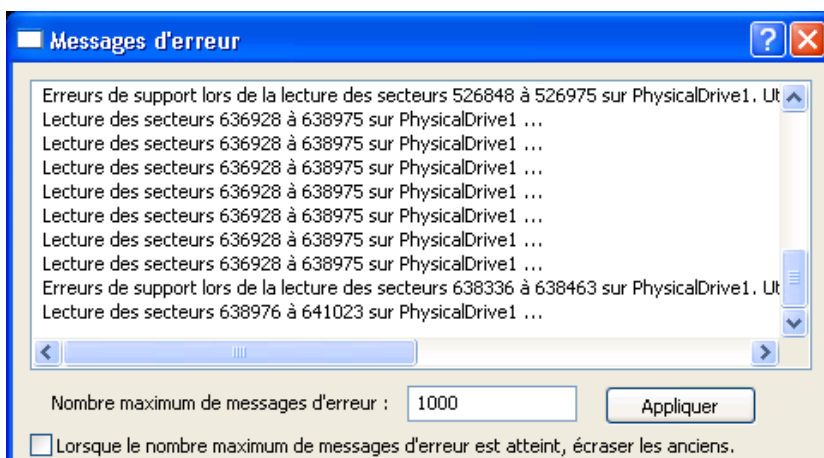 Messages d'erreur
Erreurs de support lors de la lecture des secteurs 526848 à 526975 sur PhysicalDrive1. Ut
Lecture des secteurs 636928 à 638975 sur PhysicalDrive1 ...
Lecture des secteurs 636928 à 638975 sur PhysicalDrive1 ...
Lecture des secteurs 636928 à 638975 sur PhysicalDrive1 ...
Lecture des secteurs 636928 à 638975 sur PhysicalDrive1 ...
Lecture des secteurs 636928 à 638975 sur PhysicalDrive1 ...
Lecture des secteurs 636928 à 638975 sur PhysicalDrive1 ...
Lecture des secteurs 636928 à 638975 sur PhysicalDrive1 ...
Erreurs de support lors de la lecture des secteurs 638336 à 638463 sur PhysicalDrive1. Ut
Lecture des secteurs 638976 à 641023 sur PhysicalDrive1 ...
Nombre maximum de messages d'erreur : 1000 Appliquer
Lorsque le nombre maximum de messages d'erreur est atteint, écraser les anciens.